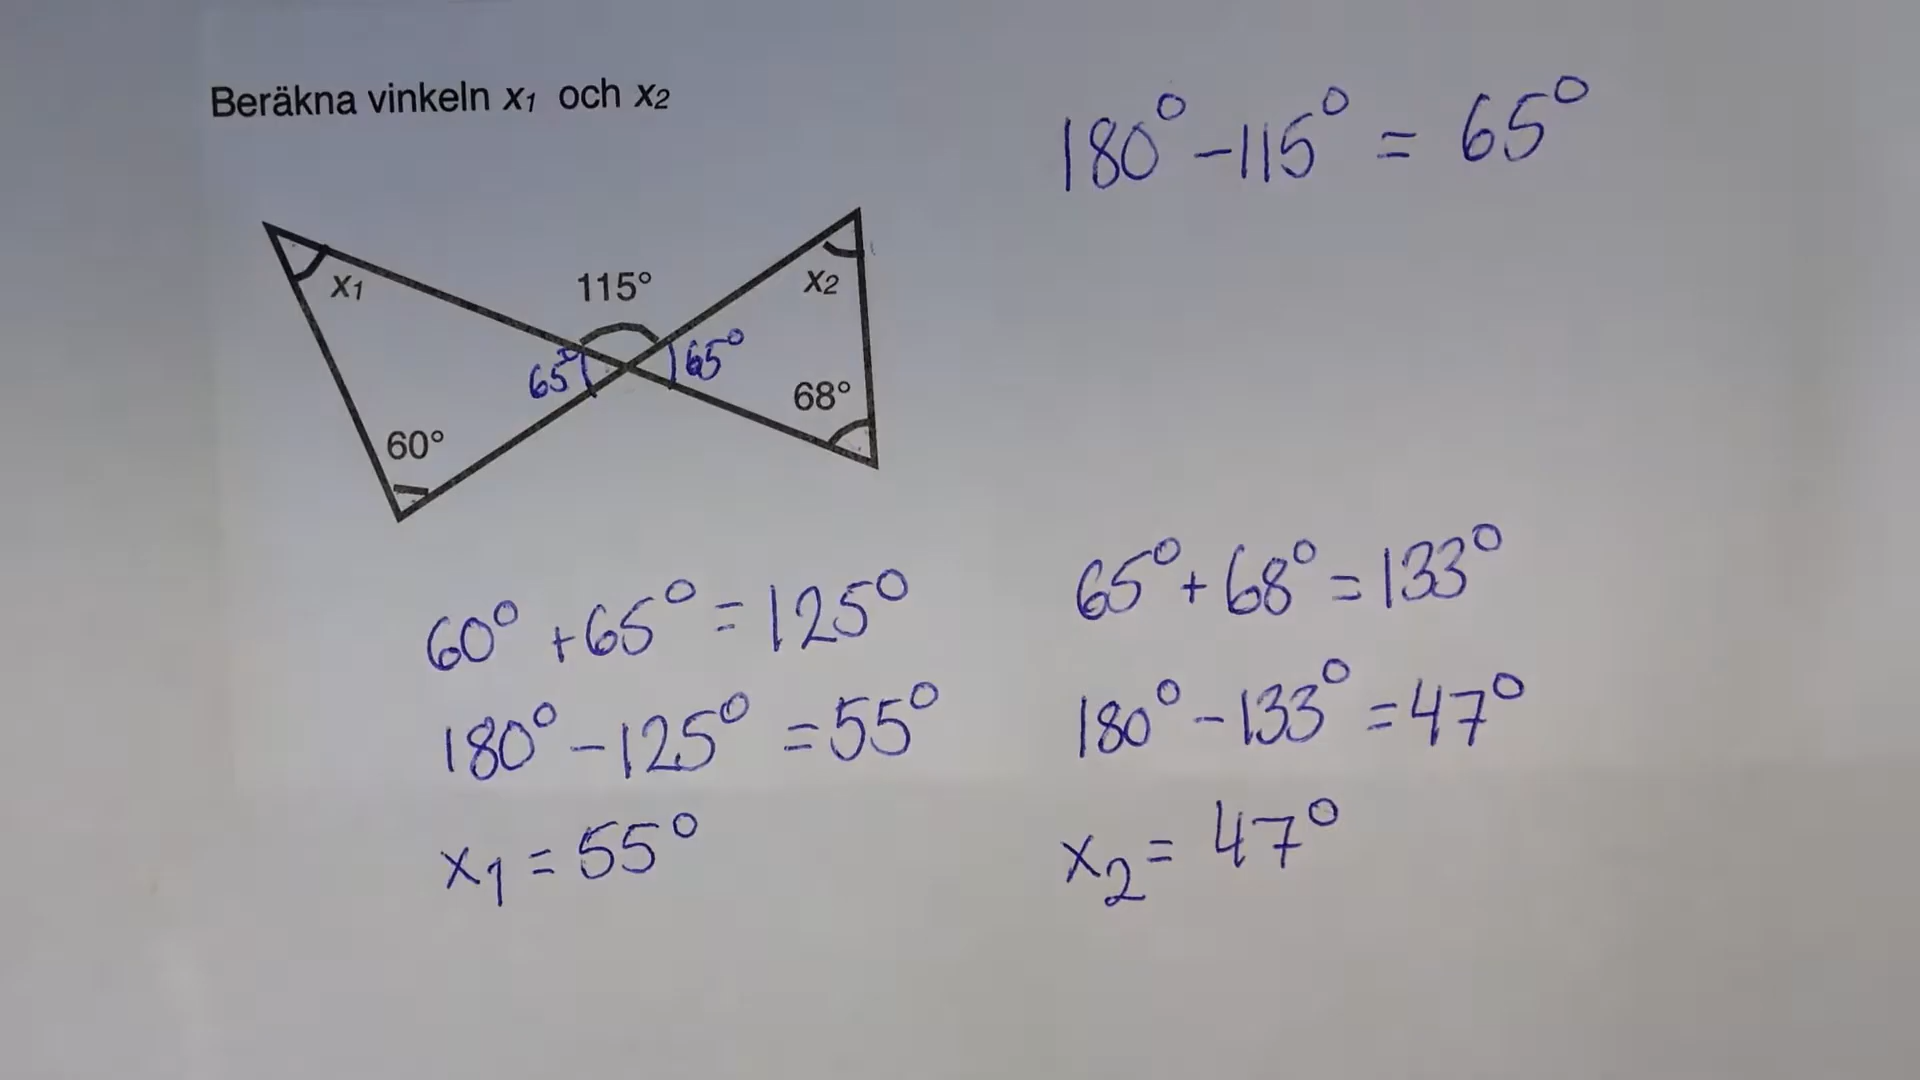 Beräkna vinkeln x₁ och x₂
180° - 115° = 65°
x₁
115°
x₂
65°
65°
68°
60°
60° + 65° = 125°
180° - 125° = 55°
x₁ = 55°
65° + 68° = 133°
180° - 133° = 47°
x₂ = 47°